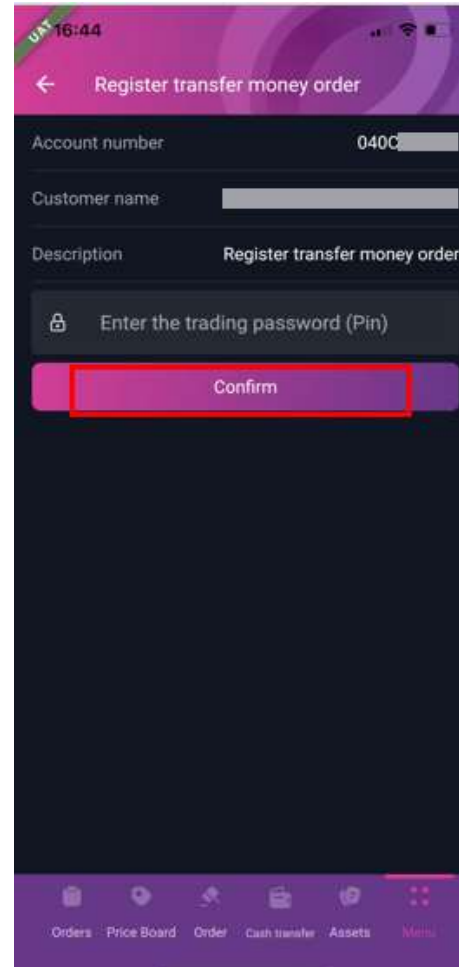 UAT 16:44
Register transfer money order
Account number 040C
Customer name
Description Register transfer money order
Enter the trading password (Pin)
Confirm
Orders Price Board Order Cash transfer Assets Menu